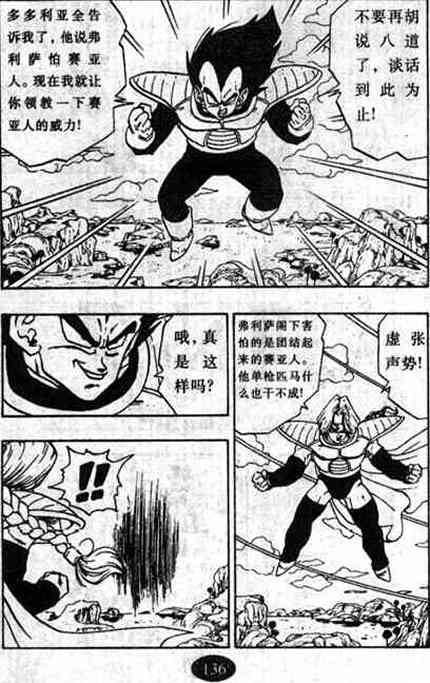 不要再胡
说八道
了，谈话
到此为
止！
多多利亚全告
诉我了，他说弗
利萨怕赛亚
人。现在我就让
你领教一下赛
亚人的威力！
虚张
声势！
弗利萨阁下害
怕的是团结起
来的赛亚人。
他单枪匹马什
么也干不成！
哦，真
是这
样吗？
!!
136